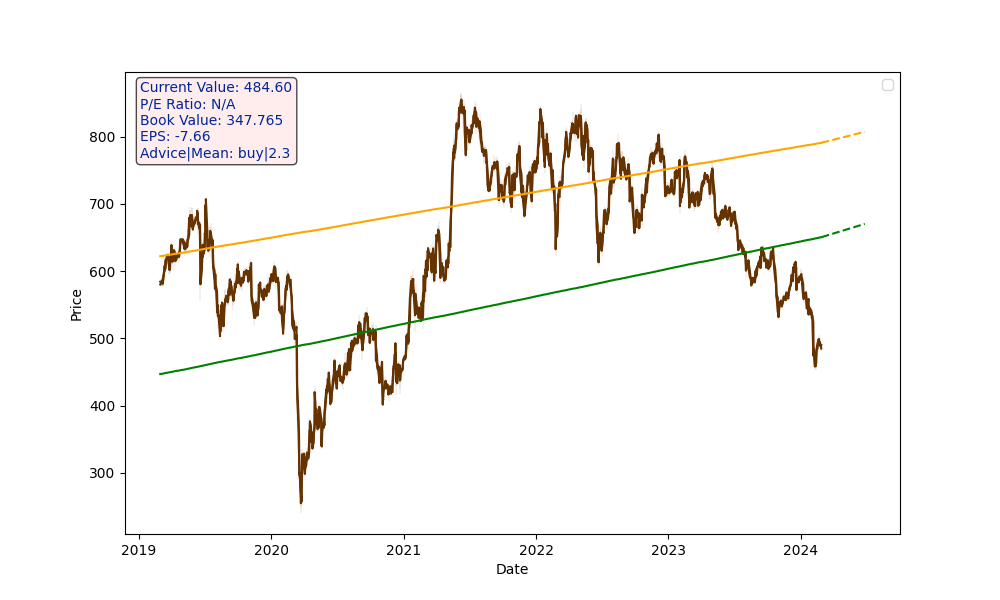 Current Value: 484.60
P/E Ratio: N/A
Book Value: 347.765
EPS: -7.66
Advice|Mean: buy|2.3
800
700
600
500
400
300
Price
2019
2020
2021
2022
2023
2024
Date